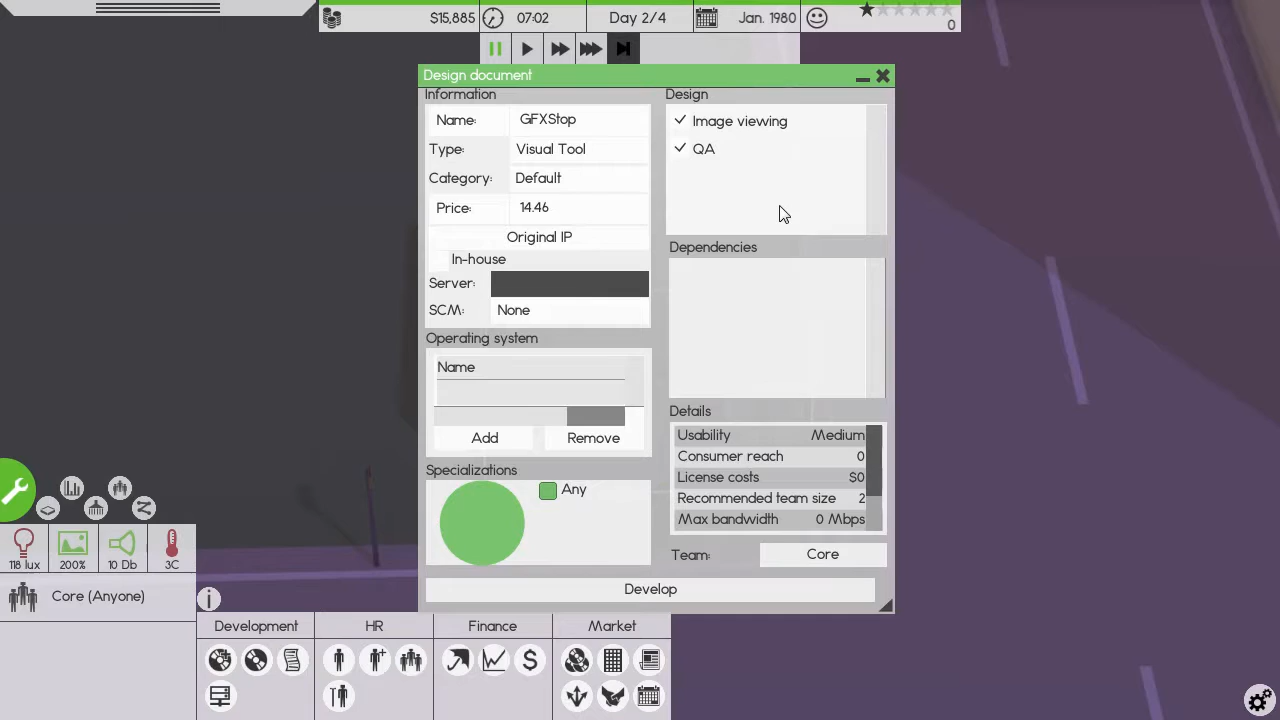 $15,885
07:02
Day 2/4
Jan. 1980
0
Design document
Information
Name: GFXStop
Type: Visual Tool
Category: Default
Price: 14.46
Original IP
In-house
Server:
SCM: None
Operating system
Name
Add Remove
Specializations
Any
Design
Image viewing
QA
Dependencies
Details
Usability Medium
Consumer reach 0
License costs $0
Recommended team size 2
Max bandwidth 0 Mbps
Team: Core
Develop
118 lux 200% 10 Db 3C
Core (Anyone)
Development HR Finance Market